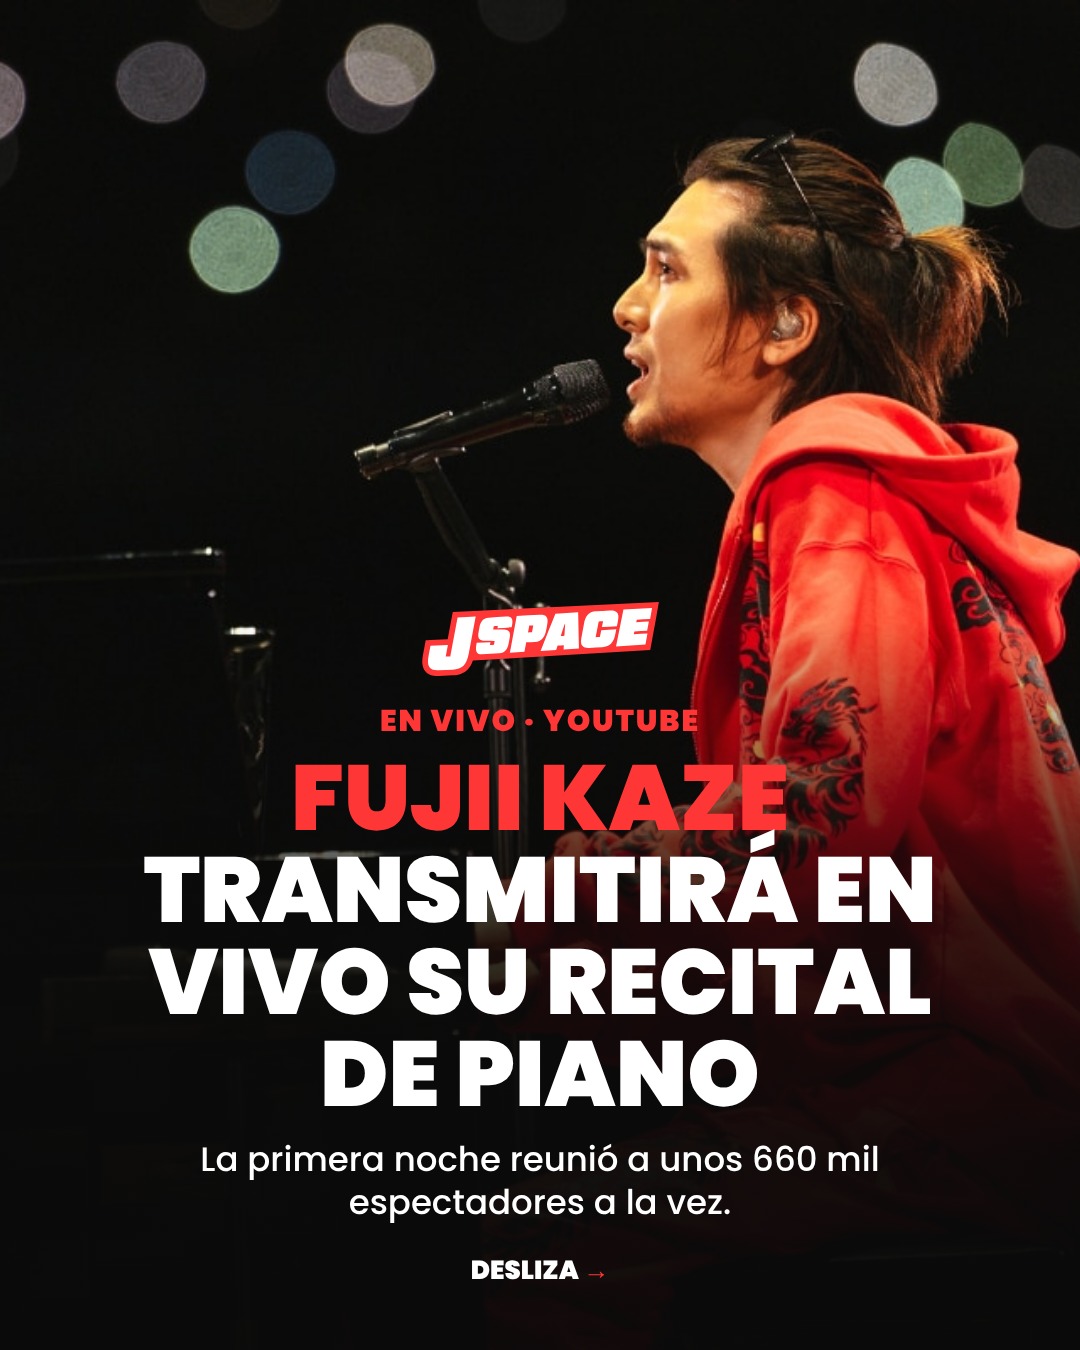 JSPACE
EN VIVO • YOUTUBE
FUJII KAZE
TRANSMITIRÁ EN
VIVO SU RECITAL
DE PIANO
La primera noche reunió a unos 660 mil
espectadores a la vez.
DESLIZA →